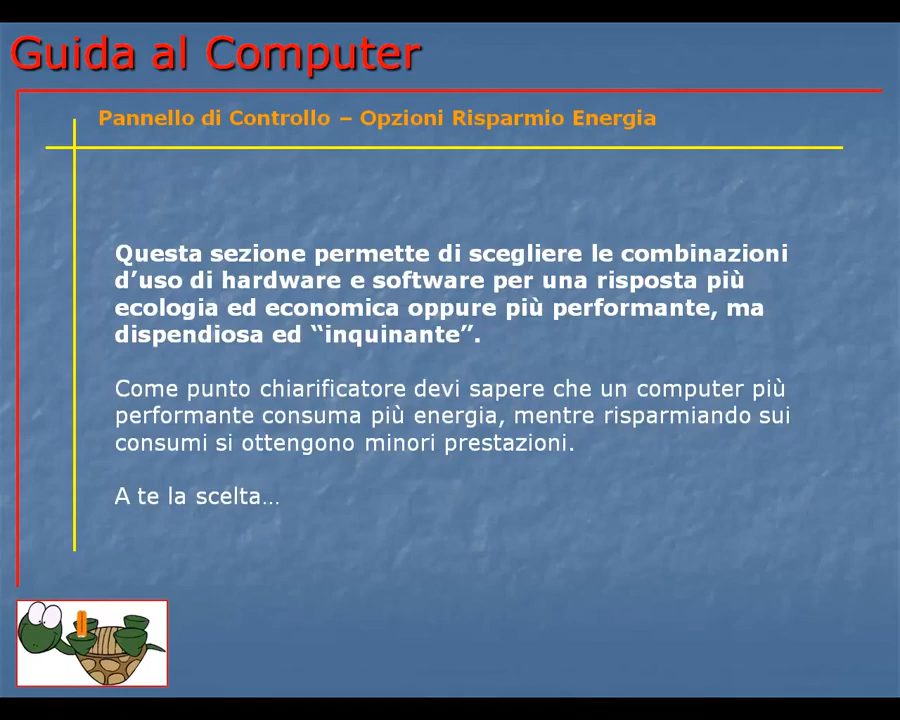 Guida al Computer
Pannello di Controllo – Opzioni Risparmio Energia
Questa sezione permette di scegliere le combinazioni
d’uso di hardware e software per una risposta più
ecologia ed economica oppure più performante, ma
dispendiosa ed “inquinante”.
Come punto chiarificatore devi sapere che un computer più
performante consuma più energia, mentre risparmiando sui
consumi si ottengono minori prestazioni.
A te la scelta…